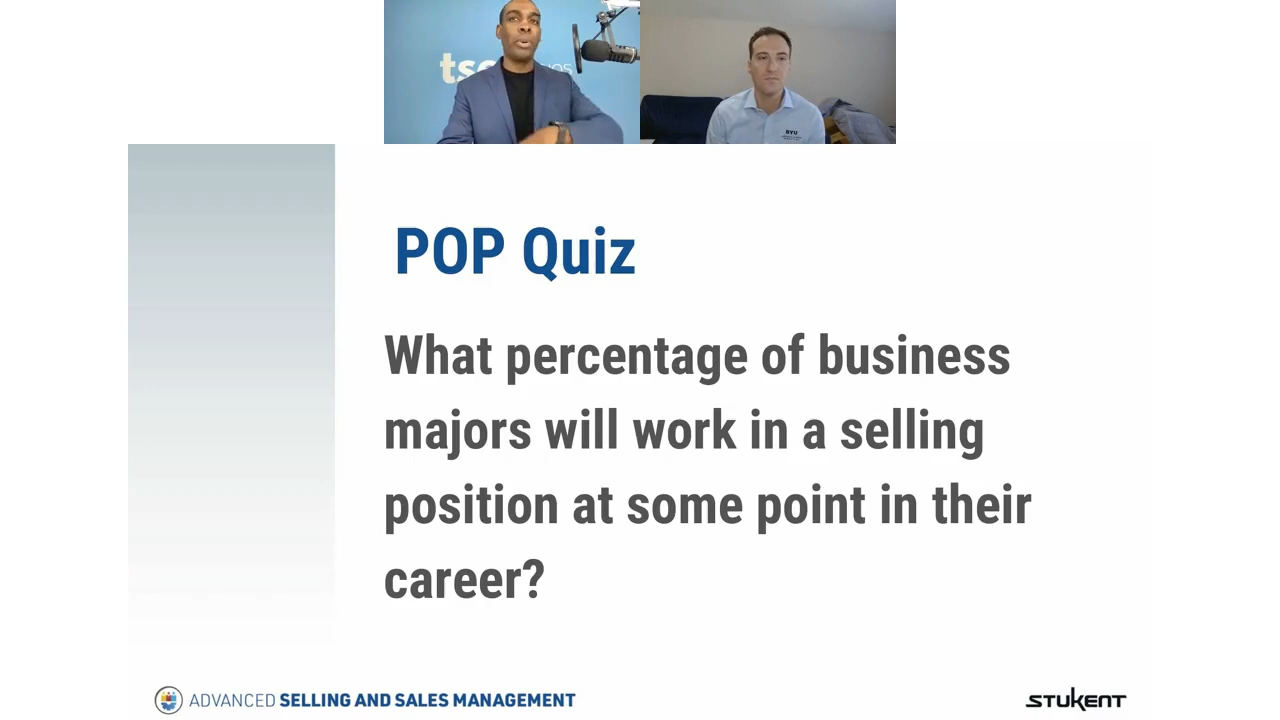 BYU
POP Quiz
What percentage of business
majors will work in a selling
position at some point in their
career?
ADVANCED SELLING AND SALES MANAGEMENT
STUKENT